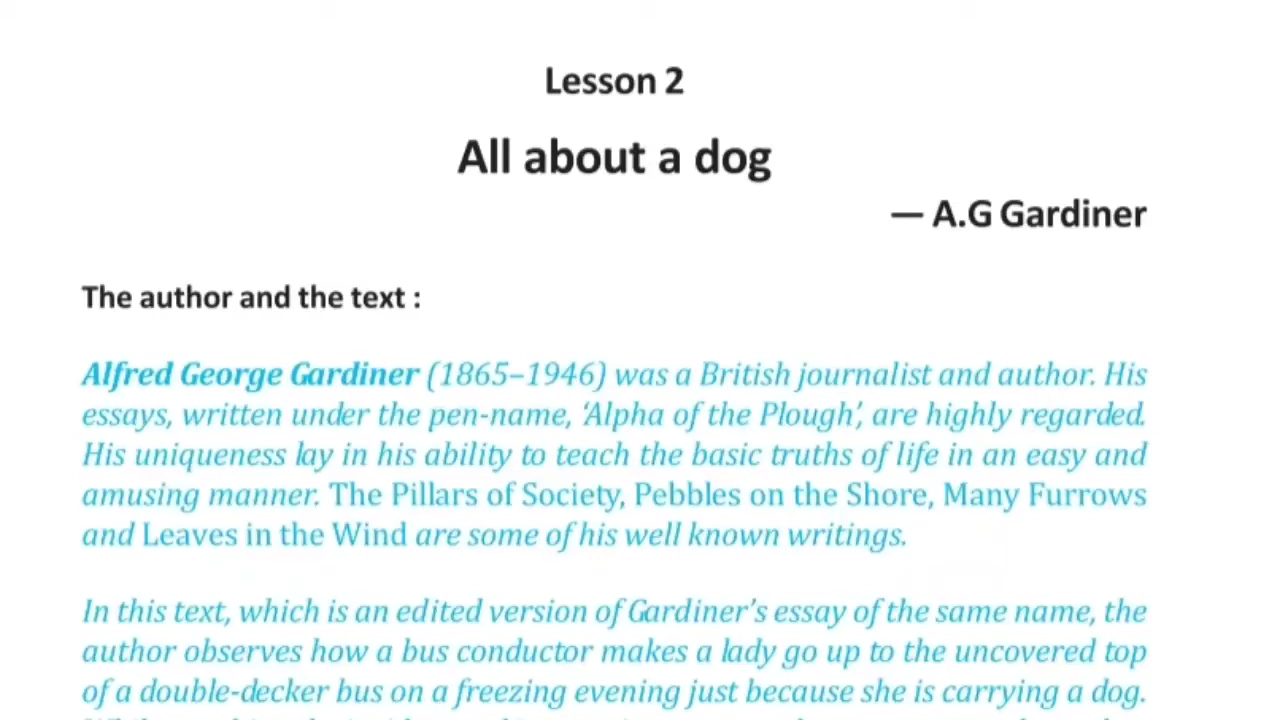 Lesson 2
All about a dog
— A.G Gardiner
The author and the text :
Alfred George Gardiner (1865–1946) was a British journalist and author. His
essays, written under the pen-name, ‘Alpha of the Plough’, are highly regarded.
His uniqueness lay in his ability to teach the basic truths of life in an easy and
amusing manner. The Pillars of Society, Pebbles on the Shore, Many Furrows
and Leaves in the Wind are some of his well known writings.
In this text, which is an edited version of Gardiner’s essay of the same name, the
author observes how a bus conductor makes a lady go up to the uncovered top
of a double-decker bus on a freezing evening just because she is carrying a dog.